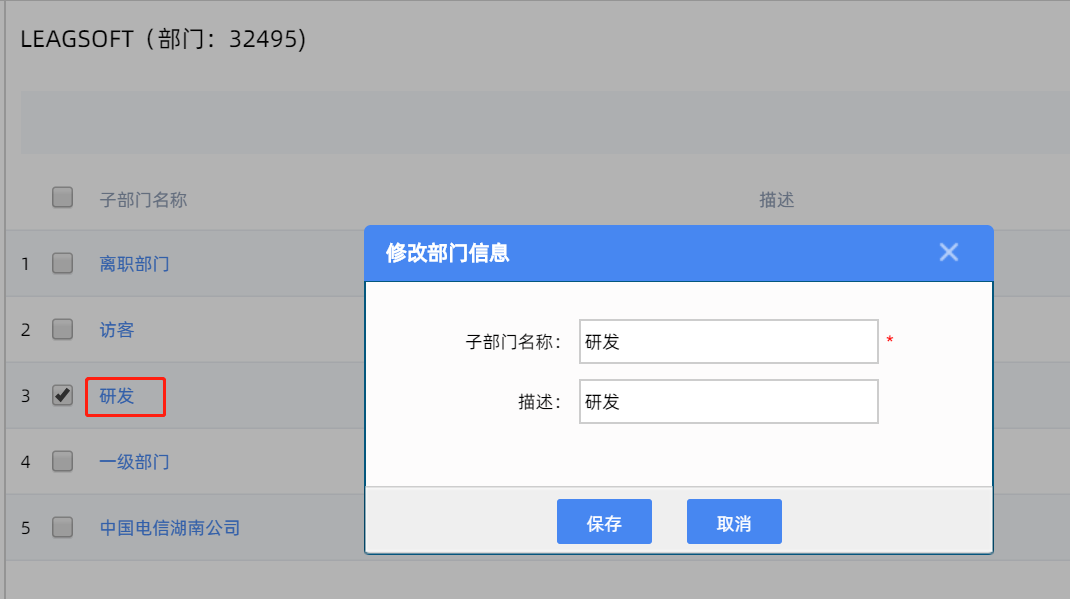 LEAGSOFT（部门：32495)
子部门名称 描述
1 离职部门
2 访客
3 研发
4 一级部门
5 中国电信湖南公司
修改部门信息
子部门名称： 研发 *
描述： 研发
保存 取消